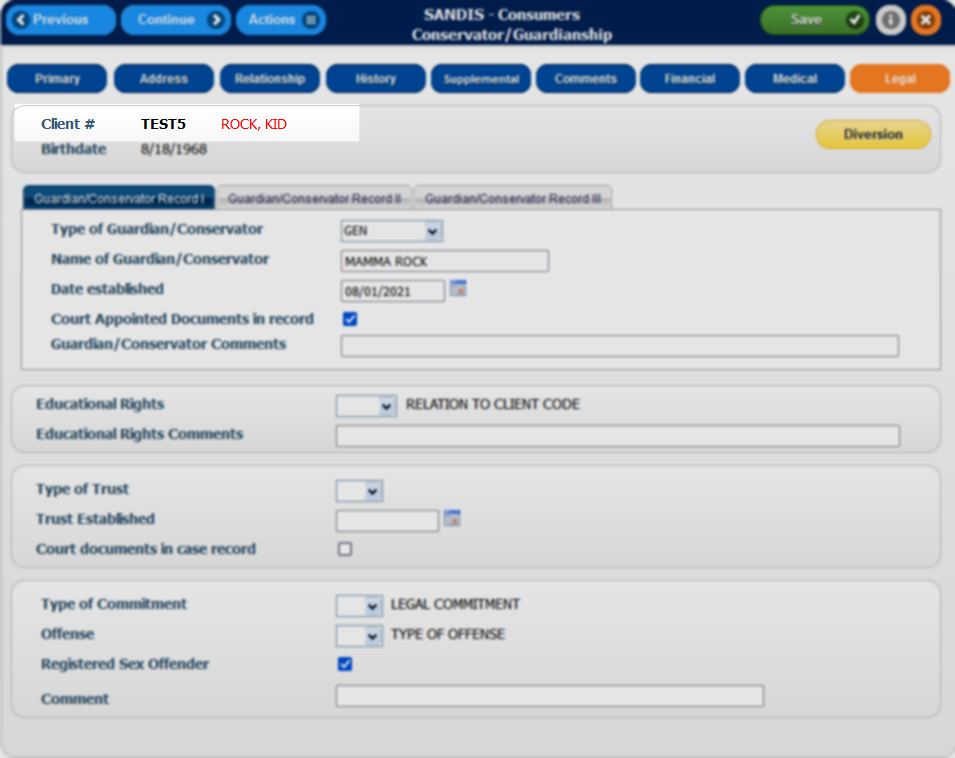 Previous Continue Actions SANDIS - Consumers Save
Conservator/Guardianship
Primary Address Relationship History Supplemental Comments Financial Medical Legal
Client # TEST5 ROCK, KID
Birthdate 8/18/1968
Diversion
Guardian/Conservator Record I Guardian/Conservator Record II Guardian/Conservator Record III
Type of Guardian/Conservator GEN
Name of Guardian/Conservator MAMMA ROCK
Date established 08/01/2021
Court Appointed Documents in record
Guardian/Conservator Comments
Educational Rights RELATION TO CLIENT CODE
Educational Rights Comments
Type of Trust
Trust Established
Court documents in case record
Type of Commitment LEGAL COMMITMENT
Offense TYPE OF OFFENSE
Registered Sex Offender
Comment